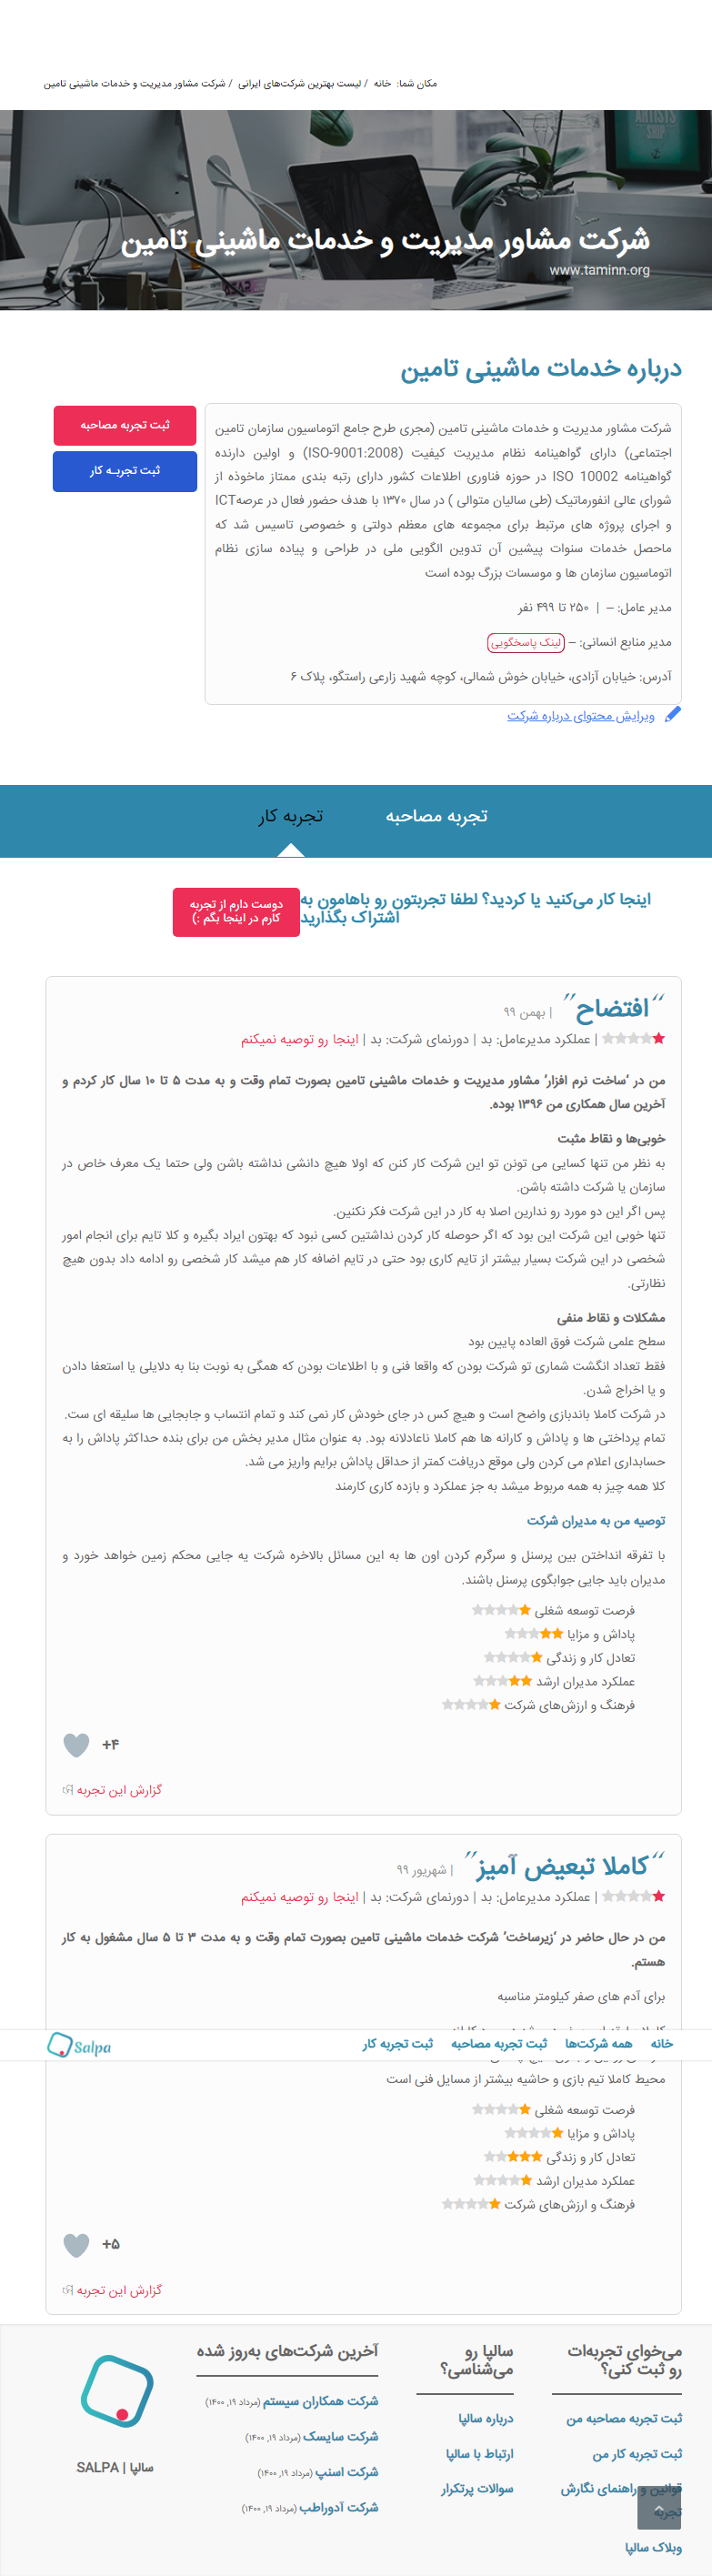 مکان شما: خانه / لیست بهترین شرکت‌های ایرانی / شرکت مشاور مدیریت و خدمات ماشینی تامین
شرکت مشاور مدیریت و خدمات ماشینی تامین
www.taminn.org
درباره خدمات ماشینی تامین
ثبت تجربه مصاحبه
ثبت تجربـه کار
شرکت مشاور مدیریت و خدمات ماشینی تامین (مجری طرح جامع اتوماسیون سازمان تامین
اجتماعی) دارای گواهینامه نظام مدیریت کیفیت (ISO-9001:2008) و اولین دارنده
گواهینامه ISO 10002 در حوزه فناوری اطلاعات کشور دارای رتبه بندی ممتاز ماخوذه از
شورای عالی انفورماتیک (طی سالیان متوالی ) در سال ۱۳۷۰ با هدف حضور فعال در عرصهICT
و اجرای پروژه های مرتبط برای مجموعه های معظم دولتی و خصوصی تاسیس شد که
ماحصل خدمات سنوات پیشین آن تدوین الگویی ملی در طراحی و پیاده سازی نظام
اتوماسیون سازمان ها و موسسات بزرگ بوده است
مدیر عامل: – | ۲۵۰ تا ۴۹۹ نفر
مدیر منابع انسانی: – لینک پاسخگویی
آدرس: خیابان آزادی، خیابان خوش شمالی، کوچه شهید زارعی راستگو، پلاک ۶
ویرایش محتوای درباره شرکت
تجربه مصاحبه
تجربه کار
اینجا کار می‌کنید یا کردید؟ لطفا تجربتون رو باهامون به
اشتراک بگذارید
دوست دارم از تجربه
کارم در اینجا بگم :)
“افتضاح” | بهمن ۹۹
| عملکرد مدیرعامل: بد | دورنمای شرکت: بد | اینجا رو توصیه نمیکنم
من در ‘ساخت نرم افزار’ مشاور مدیریت و خدمات ماشینی تامین بصورت تمام وقت و به مدت ۵ تا ۱۰ سال کار کردم و
آخرین سال همکاری من ۱۳۹۶ بوده.
خوبی‌ها و نقاط مثبت
به نظر من تنها کسایی می تونن تو این شرکت کار کنن که اولا هیچ دانشی نداشته باشن ولی حتما یک معرف خاص در
سازمان یا شرکت داشته باشن.
پس اگر این دو مورد رو ندارین اصلا به کار در این شرکت فکر نکنین.
تنها خوبی این شرکت این بود که اگر حوصله کار کردن نداشتین کسی نبود که بهتون ایراد بگیره و کلا تایم برای انجام امور
شخصی در این شرکت بسیار بیشتر از تایم کاری بود حتی در تایم اضافه کار هم میشد کار شخصی رو ادامه داد بدون هیچ
نظارتی.
مشکلات و نقاط منفی
سطح علمی شرکت فوق العاده پایین بود
فقط تعداد انگشت شماری تو شرکت بودن که واقعا فنی و با اطلاعات بودن که همگی به نوبت بنا به دلایلی یا استعفا دادن
و یا اخراج شدن.
در شرکت کاملا باندبازی واضح است و هیچ کس در جای خودش کار نمی کند و تمام انتساب و جابجایی ها سلیقه ای ست.
تمام پرداختی ها و پاداش و کارانه ها هم کاملا ناعادلانه بود. به عنوان مثال مدیر بخش من برای بنده حداکثر پاداش را به
حسابداری اعلام می کردن ولی موقع دریافت کمتر از حداقل پاداش برایم واریز می شد.
کلا همه چیز به همه مربوط میشد به جز عملکرد و بازده کاری کارمند
توصیه من به مدیران شرکت
با تفرقه انداختن بین پرسنل و سرگرم کردن اون ها به این مسائل بالاخره شرکت یه جایی محکم زمین خواهد خورد و
مدیران باید جایی جوابگوی پرسنل باشند.
فرصت توسعه شغلی
پاداش و مزایا
تعادل کار و زندگی
عملکرد مدیران ارشد
فرهنگ و ارزش‌های شرکت
+۴
گزارش این تجربه
“کاملا تبعیض آمیز” | شهریور ۹۹
| عملکرد مدیرعامل: بد | دورنمای شرکت: بد | اینجا رو توصیه نمیکنم
من در حال حاضر در ‘زیرساخت’ شرکت خدمات ماشینی تامین بصورت تمام وقت و به مدت ۳ تا ۵ سال مشغول به کار
هستم.
برای آدم های صفر کیلومتر مناسبه
خانه همه شرکت‌ها ثبت تجربه مصاحبه ثبت تجربه کار
Salpa
محیط کاملا تیم بازی و حاشیه بیشتر از مسایل فنی است
فرصت توسعه شغلی
پاداش و مزایا
تعادل کار و زندگی
عملکرد مدیران ارشد
فرهنگ و ارزش‌های شرکت
+۵
گزارش این تجربه
می‌خوای تجربه‌ات
رو ثبت کنی؟
ثبت تجربه مصاحبه من
ثبت تجربه کار من
قوانین و راهنمای نگارش
تجربه
وبلاگ سالپا
سالپا رو
می‌شناسی؟
درباره سالپا
ارتباط با سالپا
سوالات پرتکرار
آخرین شرکت‌های به‌روز شده
شرکت همکاران سیستم (مرداد ۱۹, ۱۴۰۰)
شرکت سایسک (مرداد ۱۹, ۱۴۰۰)
شرکت اسنپ (مرداد ۱۹, ۱۴۰۰)
شرکت آدوراطب (مرداد ۱۹, ۱۴۰۰)
سالپا | SALPA